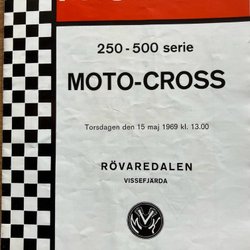 250-500 serie
MOTO-CROSS
Torsdagen den 15 maj 1969 kl. 13.00
RÖVAREDALEN
VISSEFJÄRDA